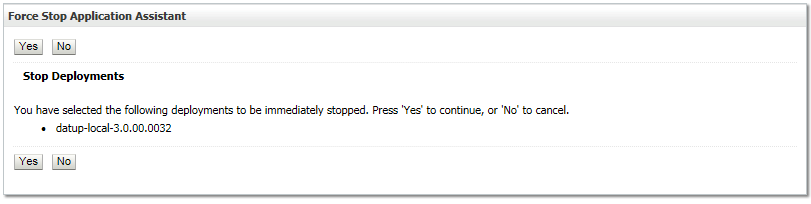 Force Stop Application Assistant
Yes No
Stop Deployments
You have selected the following deployments to be immediately stopped. Press 'Yes' to continue, or 'No' to cancel.
• datup-local-3.0.00.0032
Yes No